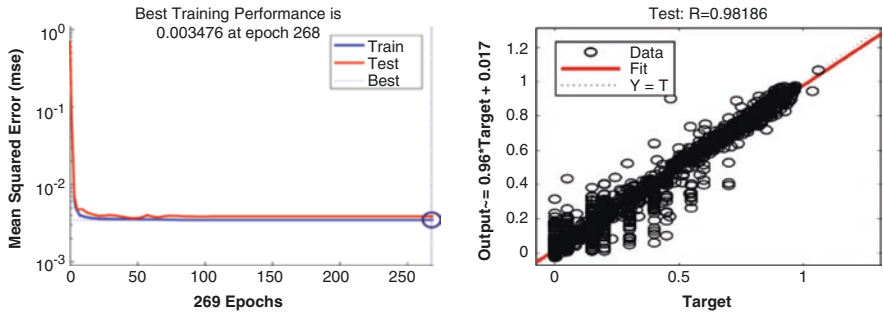 Best Training Performance is
0.003476 at epoch 268
Mean Squared Error (mse)
10^0
10^-1
10^-2
10^-3
Train
Test
Best
0 50 100 150 200 250
269 Epochs
Test: R=0.98186
Output~= 0.96*Target + 0.017
1.2
1
0.8
0.6
0.4
0.2
0
Data
Fit
Y = T
0 0.5 1
Target